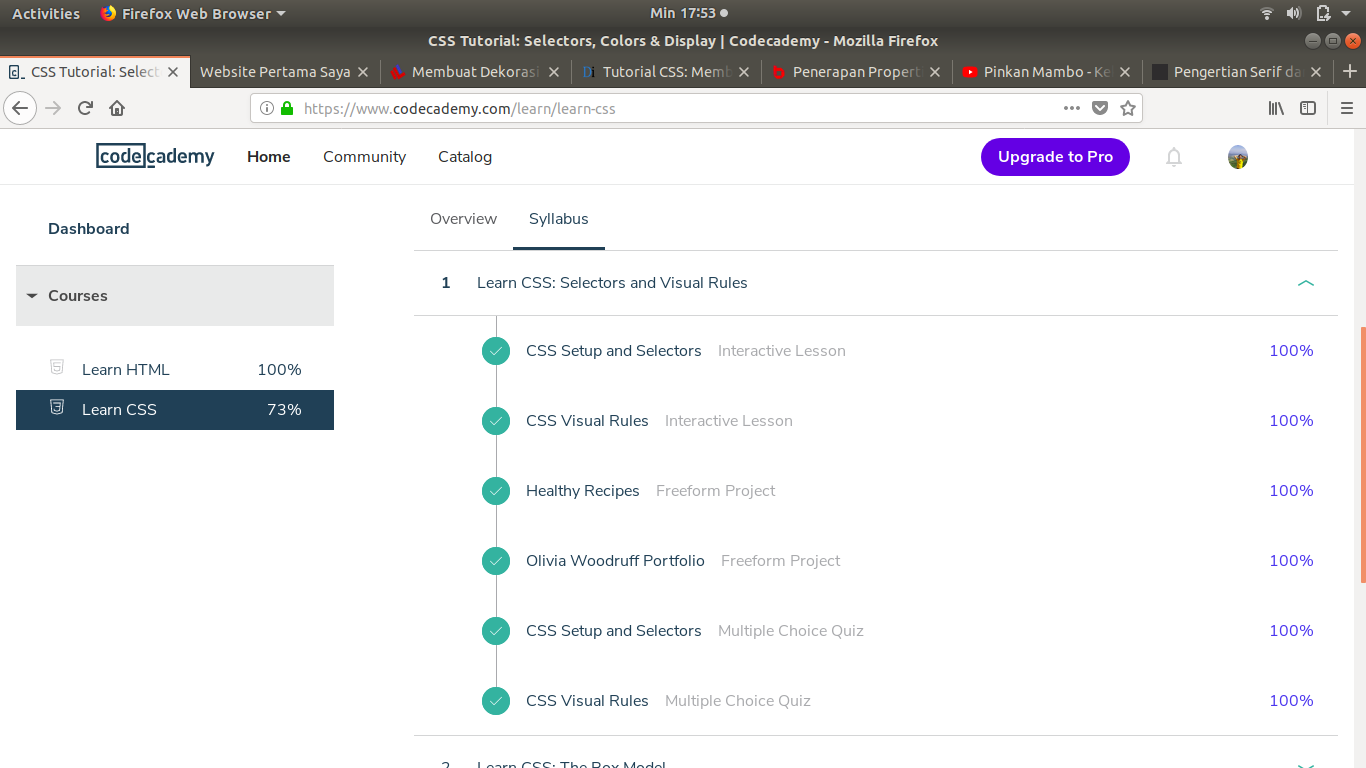 Activities Firefox Web Browser Min 17:53
CSS Tutorial: Selectors, Colors & Display | Codecademy - Mozilla Firefox
CSS Tutorial: Select Website Pertama Saya Membuat Dekorasi Tutorial CSS: Memb Penerapan Propert Pinkan Mambo - Ke Pengertian Serif da
https://www.codecademy.com/learn/learn-css
codecademy Home Community Catalog Upgrade to Pro
Dashboard
Courses
Learn HTML 100%
Learn CSS 73%
Overview Syllabus
1 Learn CSS: Selectors and Visual Rules
CSS Setup and Selectors Interactive Lesson 100%
CSS Visual Rules Interactive Lesson 100%
Healthy Recipes Freeform Project 100%
Olivia Woodruff Portfolio Freeform Project 100%
CSS Setup and Selectors Multiple Choice Quiz 100%
CSS Visual Rules Multiple Choice Quiz 100%
2 Learn CSS: The Box Model